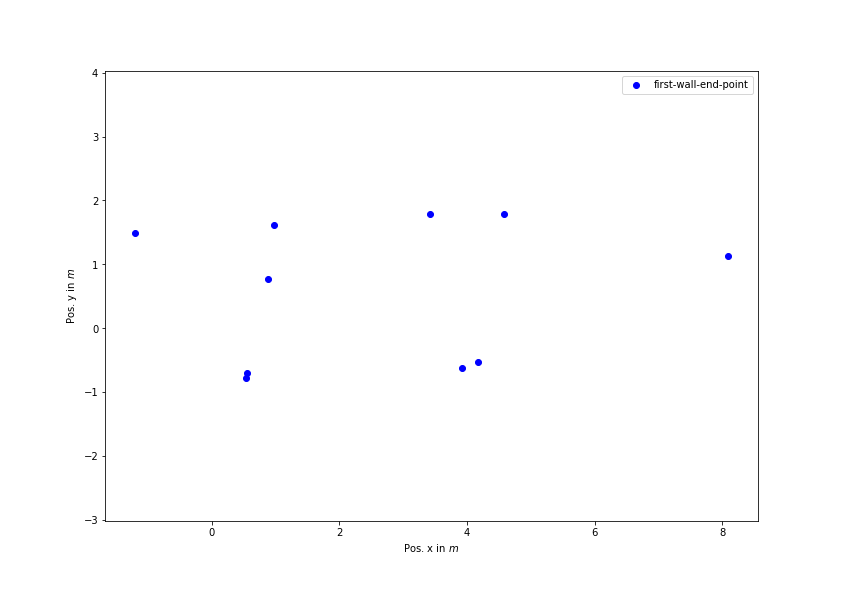 first-wall-end-point
4
3
2
1
0
−1
−2
−3
Pos. y in m
0 2 4 6 8
Pos. x in m